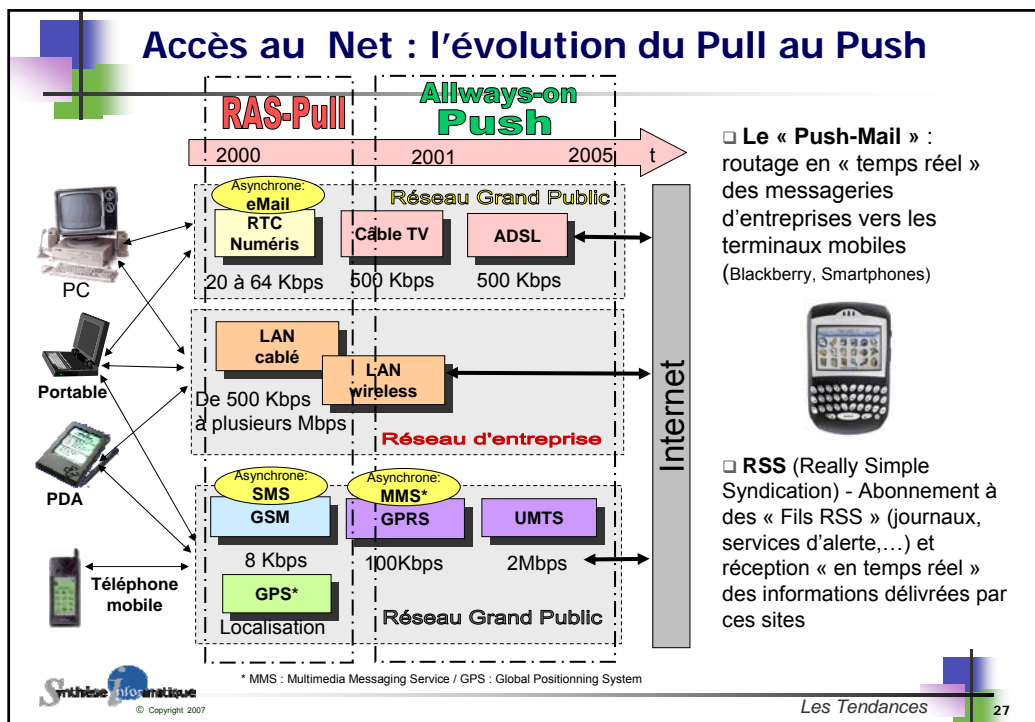 Accès au Net : l'évolution du Pull au Push
RAS-Pull
Allways-on
Push
2000
2001
2005
t
PC
Portable
PDA
Téléphone
mobile
Asynchrone:
eMail
RTC
Numéris
20 à 64 Kbps
Réseau Grand Public
Câble TV
500 Kbps
ADSL
500 Kbps
LAN
cablé
LAN
wireless
De 500 Kbps
à plusieurs Mbps
Réseau d'entreprise
Asynchrone:
SMS
GSM
8 Kbps
Asynchrone:
MMS*
GPRS
100Kbps
UMTS
2Mbps
GPS*
Localisation
Réseau Grand Public
Internet
Le « Push-Mail » :
routage en « temps réel »
des messageries
d'entreprises vers les
terminaux mobiles
(Blackberry, Smartphones)
RSS (Really Simple
Syndication) - Abonnement à
des « Fils RSS » (journaux,
services d'alerte,…) et
réception « en temps réel »
des informations délivrées par
ces sites
* MMS : Multimedia Messaging Service / GPS : Global Positionning System
Synthèse Informatique
© Copyright 2007
Les Tendances
27